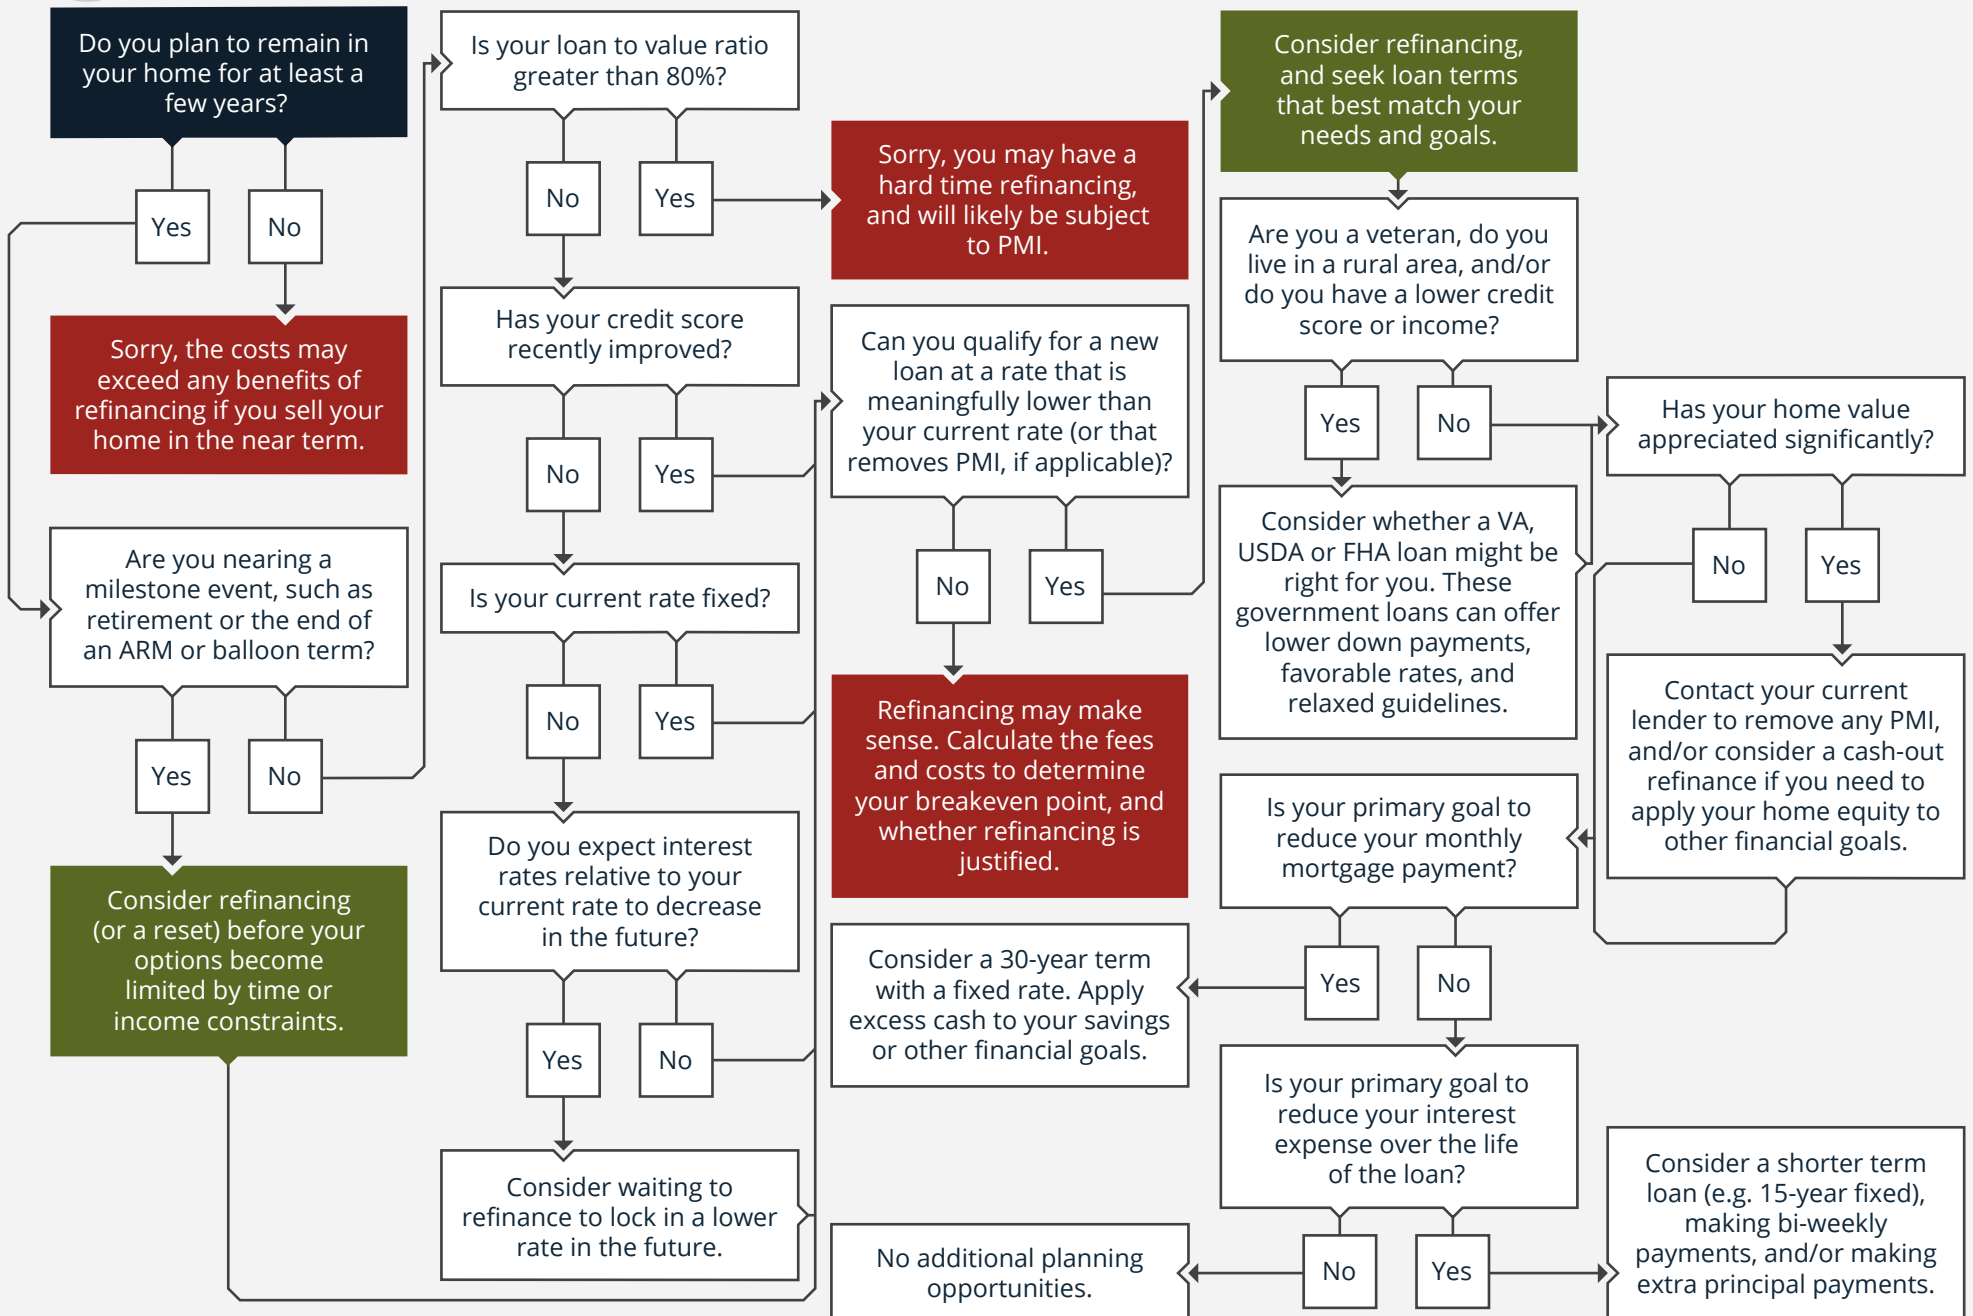 Do you plan to remain in
your home for at least a
few years?
Yes
No
Sorry, the costs may
exceed any benefits of
refinancing if you sell your
home in the near term.
Are you nearing a
milestone event, such as
retirement or the end of
an ARM or balloon term?
Yes
No
Consider refinancing
(or a reset) before your
options become
limited by time or
income constraints.
Is your loan to value ratio
greater than 80%?
No
Yes
Has your credit score
recently improved?
No
Yes
Is your current rate fixed?
No
Yes
Do you expect interest
rates relative to your
current rate to decrease
in the future?
Yes
No
Consider waiting to
refinance to lock in a lower
rate in the future.
Sorry, you may have a
hard time refinancing,
and will likely be subject
to PMI.
Can you qualify for a new
loan at a rate that is
meaningfully lower than
your current rate (or that
removes PMI, if applicable)?
No
Yes
Refinancing may make
sense. Calculate the fees
and costs to determine
your breakeven point, and
whether refinancing is
justified.
Consider a 30-year term
with a fixed rate. Apply
excess cash to your savings
or other financial goals.
No additional planning
opportunities.
Consider refinancing,
and seek loan terms
that best match your
needs and goals.
Are you a veteran, do you
live in a rural area, and/or
do you have a lower credit
score or income?
Yes
No
Consider whether a VA,
USDA or FHA loan might be
right for you. These
government loans can offer
lower down payments,
favorable rates, and
relaxed guidelines.
Is your primary goal to
reduce your monthly
mortgage payment?
Yes
No
Is your primary goal to
reduce your interest
expense over the life
of the loan?
No
Yes
Has your home value
appreciated significantly?
No
Yes
Contact your current
lender to remove any PMI,
and/or consider a cash-out
refinance if you need to
apply your home equity to
other financial goals.
Consider a shorter term
loan (e.g. 15-year fixed),
making bi-weekly
payments, and/or making
extra principal payments.